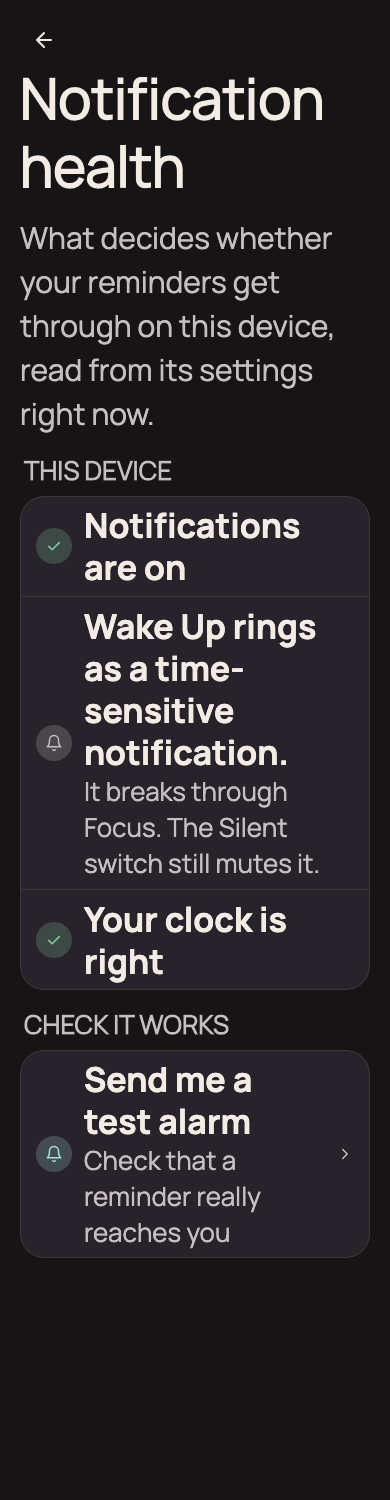 Notification
health
What decides whether
your reminders get
through on this device,
read from its settings
right now.
THIS DEVICE
Notifications
are on
Wake Up rings
as a time-
sensitive
notification.
It breaks through
Focus. The Silent
switch still mutes it.
Your clock is
right
CHECK IT WORKS
Send me a
test alarm
Check that a
reminder really
reaches you